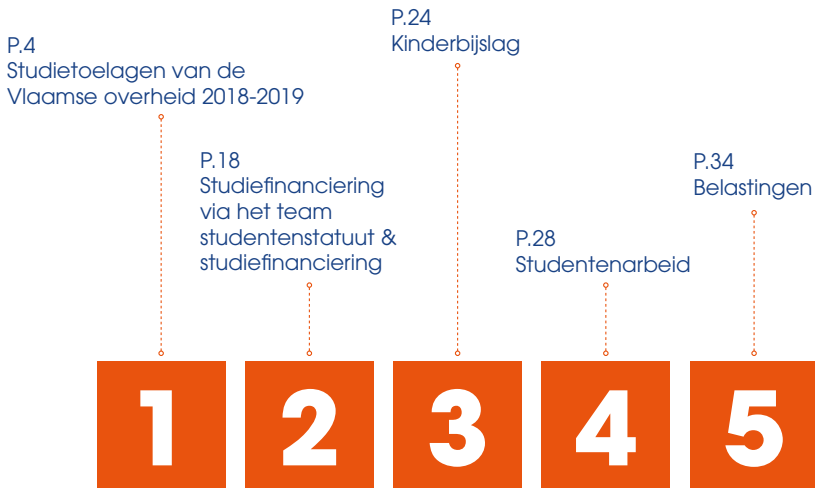 P.4
Studietoelagen van de
Vlaamse overheid 2018-2019
P.18
Studiefinanciering
via het team
studentenstatuut &
studiefinanciering
P.24
Kinderbijslag
P.28
Studentenarbeid
P.34
Belastingen
1
2
3
4
5